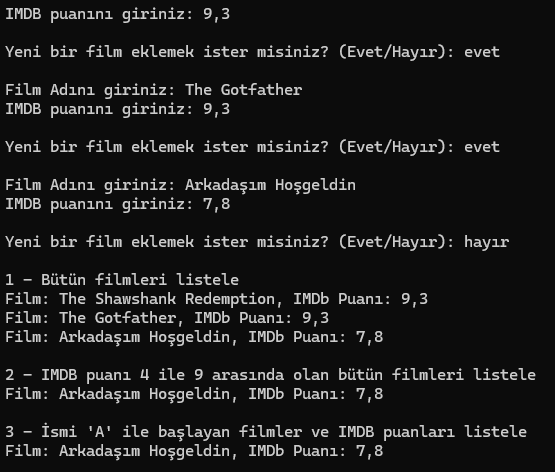 IMDB puanını giriniz: 9,3
Yeni bir film eklemek ister misiniz? (Evet/Hayır): evet
Film Adını giriniz: The Gotfather
IMDB puanını giriniz: 9,3
Yeni bir film eklemek ister misiniz? (Evet/Hayır): evet
Film Adını giriniz: Arkadaşım Hoşgeldin
IMDB puanını giriniz: 7,8
Yeni bir film eklemek ister misiniz? (Evet/Hayır): hayır
1 - Bütün filmleri listele
Film: The Shawshank Redemption, IMDb Puanı: 9,3
Film: The Gotfather, IMDb Puanı: 9,3
Film: Arkadaşım Hoşgeldin, IMDb Puanı: 7,8
2 - IMDB puanı 4 ile 9 arasında olan bütün filmleri listele
Film: Arkadaşım Hoşgeldin, IMDb Puanı: 7,8
3 - İsmi 'A' ile başlayan filmler ve IMDB puanları listele
Film: Arkadaşım Hoşgeldin, IMDb Puanı: 7,8